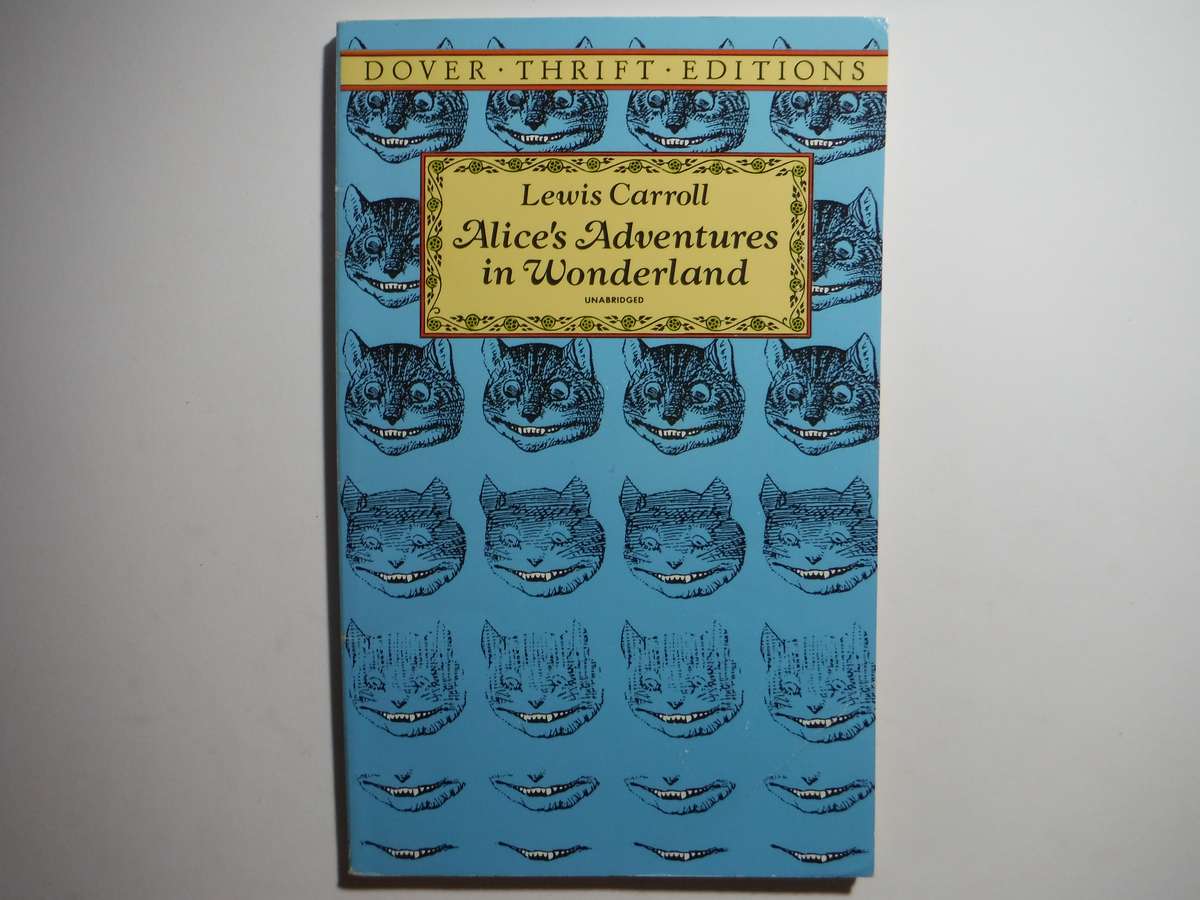 DOVER · THRIFT · EDITIONS
Lewis Carroll
Alice's Adventures
in Wonderland
UNABRIDGED